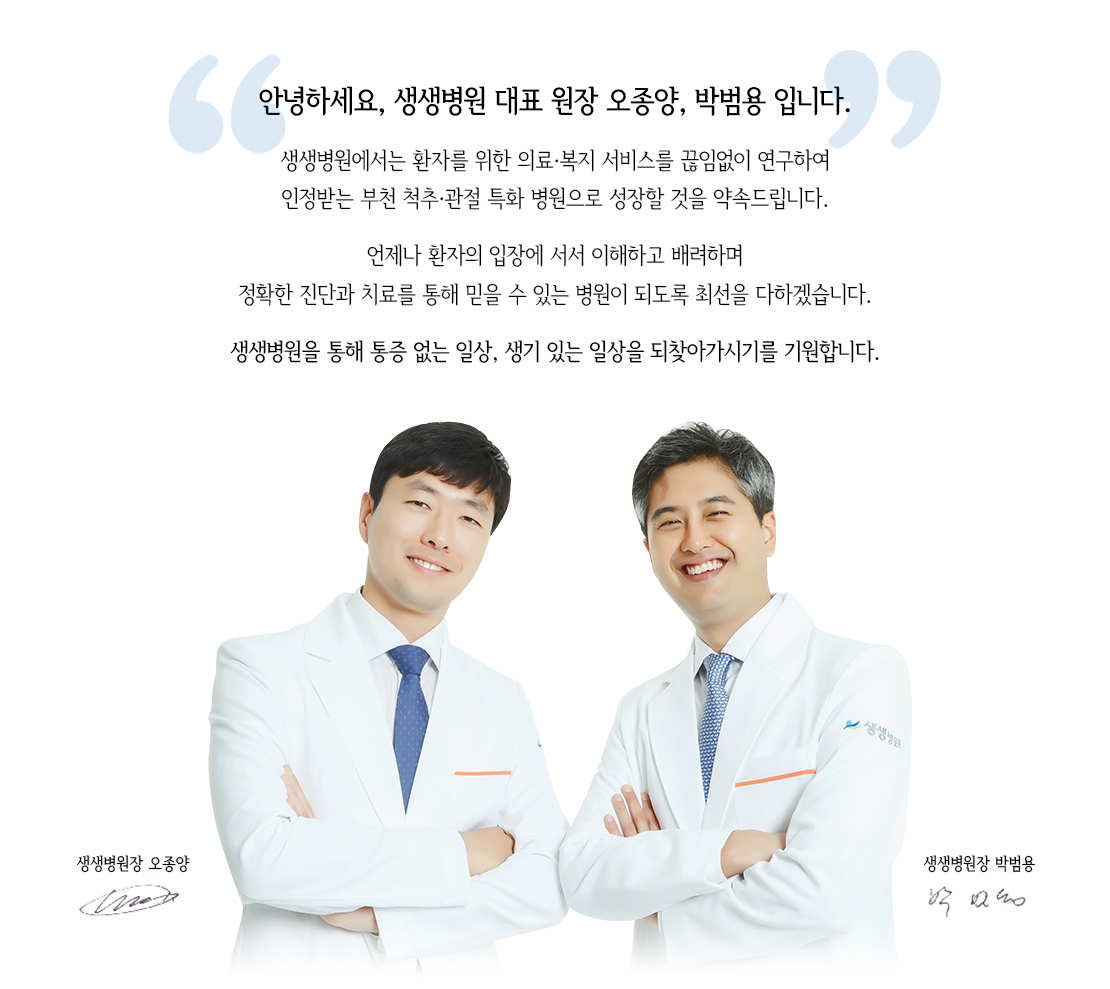 안녕하세요, 생생병원 대표 원장 오종양, 박범용 입니다.
생생병원에서는 환자를 위한 의료·복지 서비스를 끊임없이 연구하여
인정받는 부천 척추·관절 특화 병원으로 성장할 것을 약속드립니다.
언제나 환자의 입장에 서서 이해하고 배려하며
정확한 진단과 치료를 통해 믿을 수 있는 병원이 되도록 최선을 다하겠습니다.
생생병원을 통해 통증 없는 일상, 생기 있는 일상을 되찾아가시기를 기원합니다.
생생병원
생생병원장 오종양
생생병원장 박범용